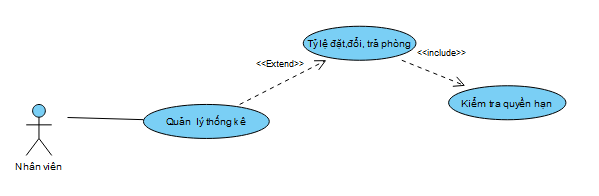 Tỷ lệ đặt,đổi, trả phòng
<<Extend>>
<<include>>
Kiểm tra quyền hạn
Quản lý thống kê
Nhân viên